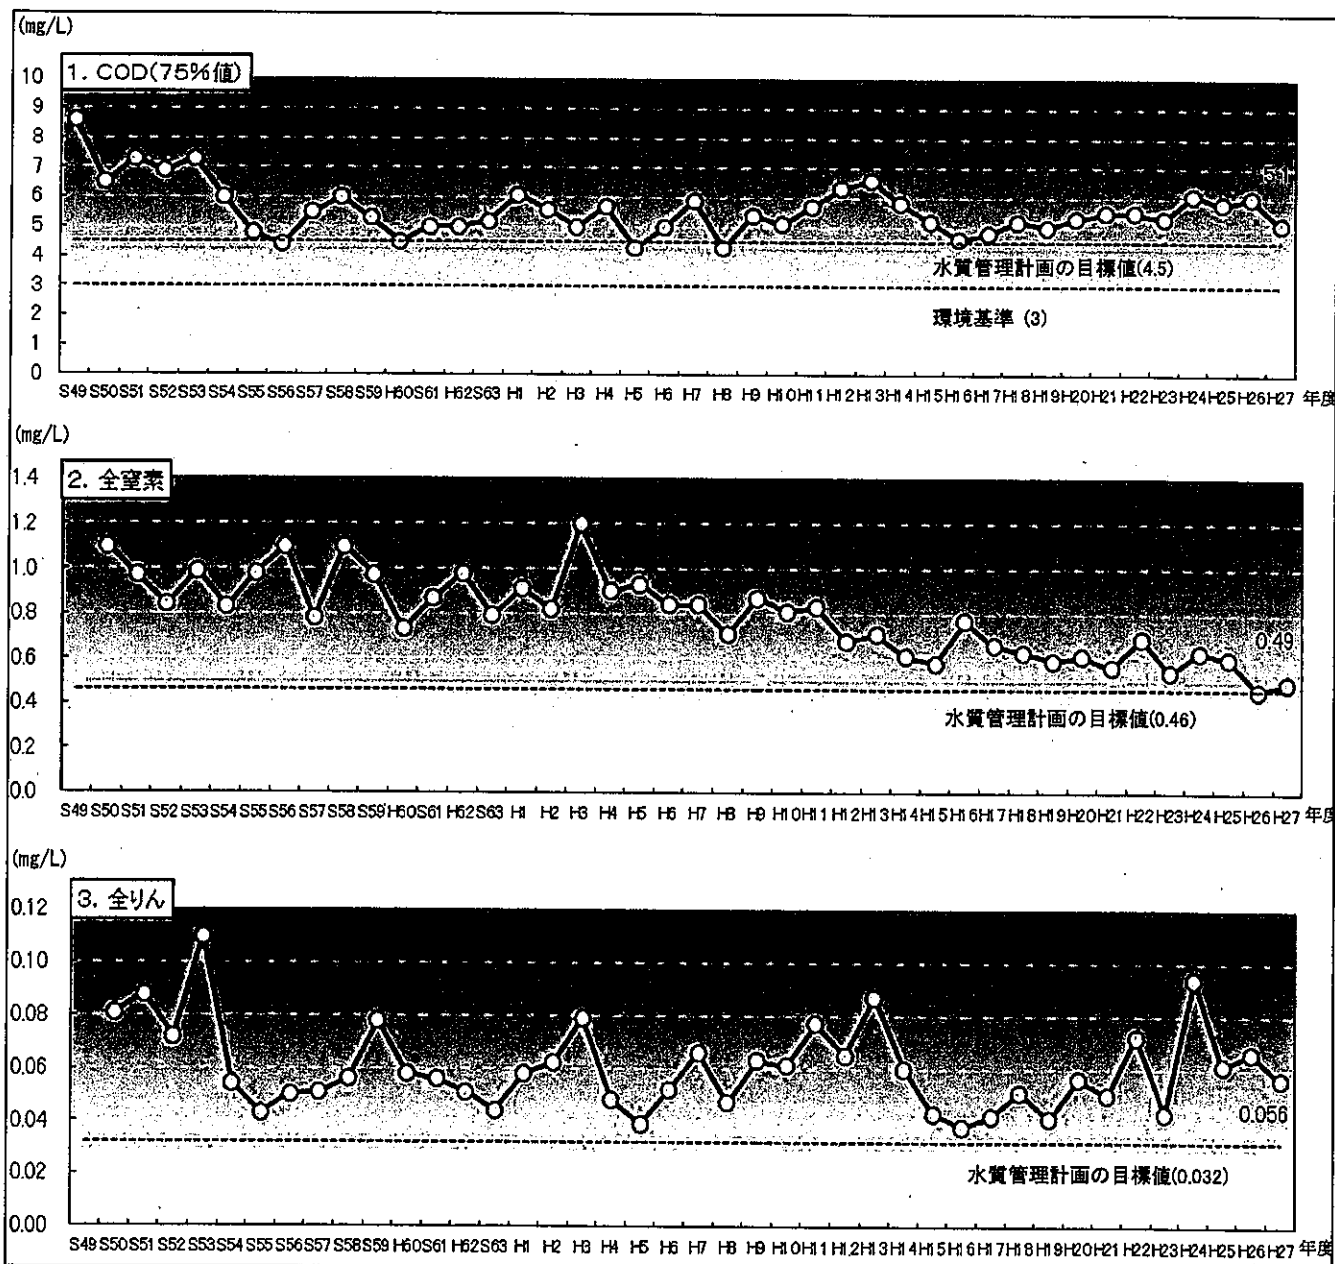 (mg/L)
1. COD(75%値)
10
9
8
7
6
5
4
3
2
1
0
5.1
水質管理計画の目標値(4.5)
環境基準 (3)
S49 S50 S51 S52 S53 S54 S55 S56 S57 S58 S59 H60 S61 H62 S63 H1 H2 H3 H4 H5 H6 H7 H8 H9 H10 H11 H12 H13 H14 H15 H16 H17 H18 H19 H20 H21 H22 H23 H24 H25 H26 H27 年度
(mg/L)
2. 全窒素
1.4
1.2
1.0
0.8
0.6
0.4
0.2
0.0
0.49
水質管理計画の目標値(0.46)
S49 S50 S51 S52 S53 S54 S55 S56 S57 S58 S59 H60 S61 H62 S63 H1 H2 H3 H4 H5 H6 H7 H8 H9 H10 H11 H12 H13 H14 H15 H16 H17 H18 H19 H20 H21 H22 H23 H24 H25 H26 H27 年度
(mg/L)
3. 全りん
0.12
0.10
0.08
0.06
0.04
0.02
0.00
0.056
水質管理計画の目標値(0.032)
S49 S50 S51 S52 S53 S54 S55 S56 S57 S58 S59 H60 S61 H62 S63 H1 H2 H3 H4 H5 H6 H7 H8 H9 H10 H11 H12 H13 H14 H15 H16 H17 H18 H19 H20 H21 H22 H23 H24 H25 H26 H27 年度